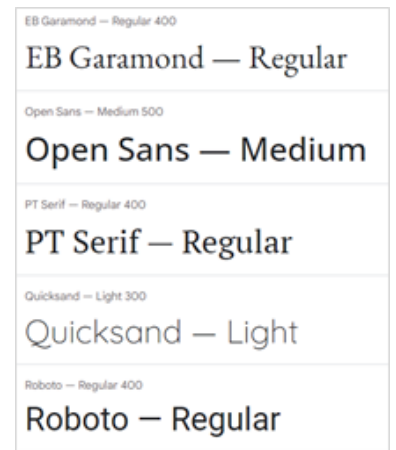 EB Garamond — Regular 400
EB Garamond — Regular
Open Sans — Medium 500
Open Sans — Medium
PT Serif — Regular 400
PT Serif — Regular
Quicksand — Light 300
Quicksand — Light
Roboto — Regular 400
Roboto — Regular